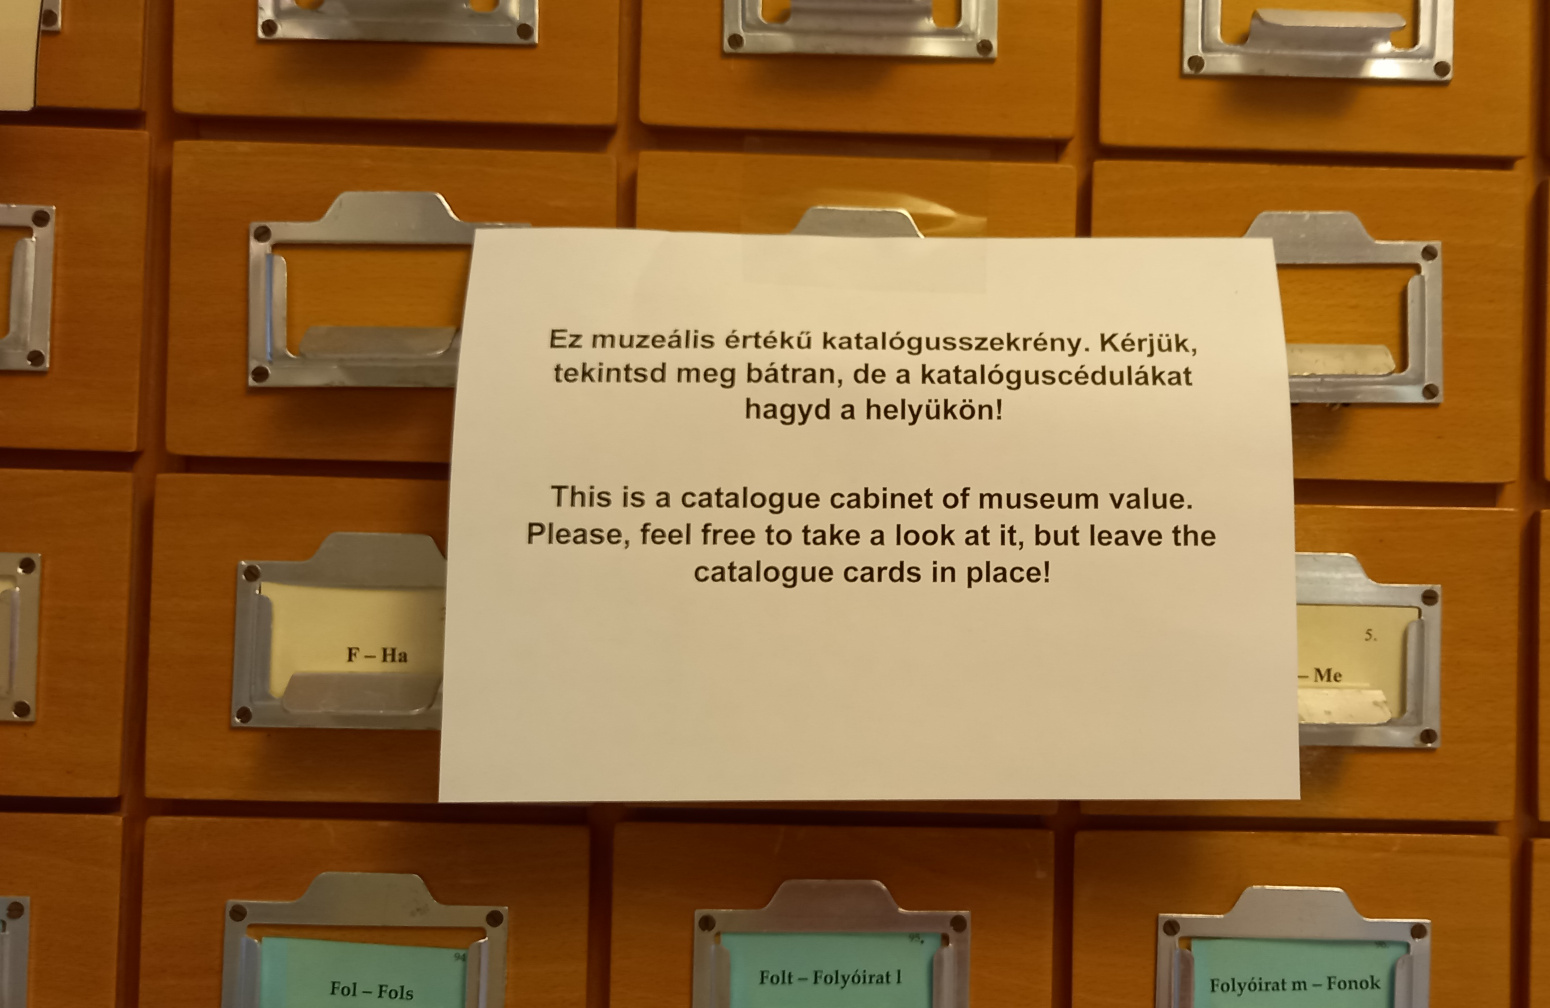 Ez muzeális értékű katalógusszekrény. Kérjük,
tekintsd meg bátran, de a katalóguscédulákat
hagyd a helyükön!
This is a catalogue cabinet of museum value.
Please, feel free to take a look at it, but leave the
catalogue cards in place!
F – Ha
5.
– Me
Fol – Fols
Folt – Folyóirat l
Folyóirat m – Fonok